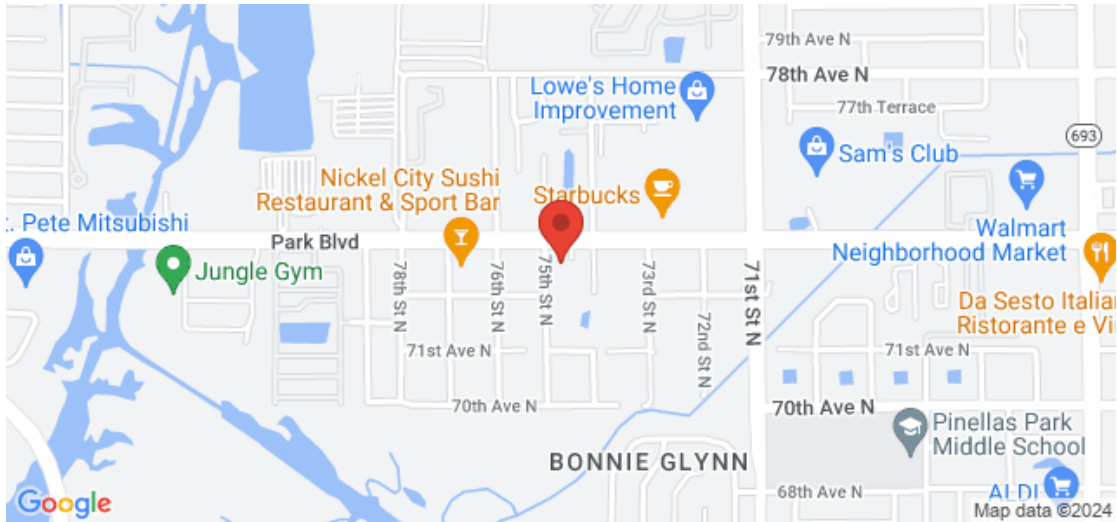 79th Ave N
78th Ave N
77th Terrace
Lowe's Home
Improvement
693
Sam's Club
Nickel City Sushi
Restaurant & Sport Bar
Starbucks
t. Pete Mitsubishi
Park Blvd
Walmart
Neighborhood Market
Jungle Gym
78th St N
76th St N
75th St N
73rd St N
72nd St N
71st St N
Da Sesto Italian
Ristorante e Vi
71st Ave N
71st Ave N
70th Ave N
70th Ave N
Pinellas Park
Middle School
BONNIE GLYNN
68th Ave N
ALDI
Google
Map data ©2024